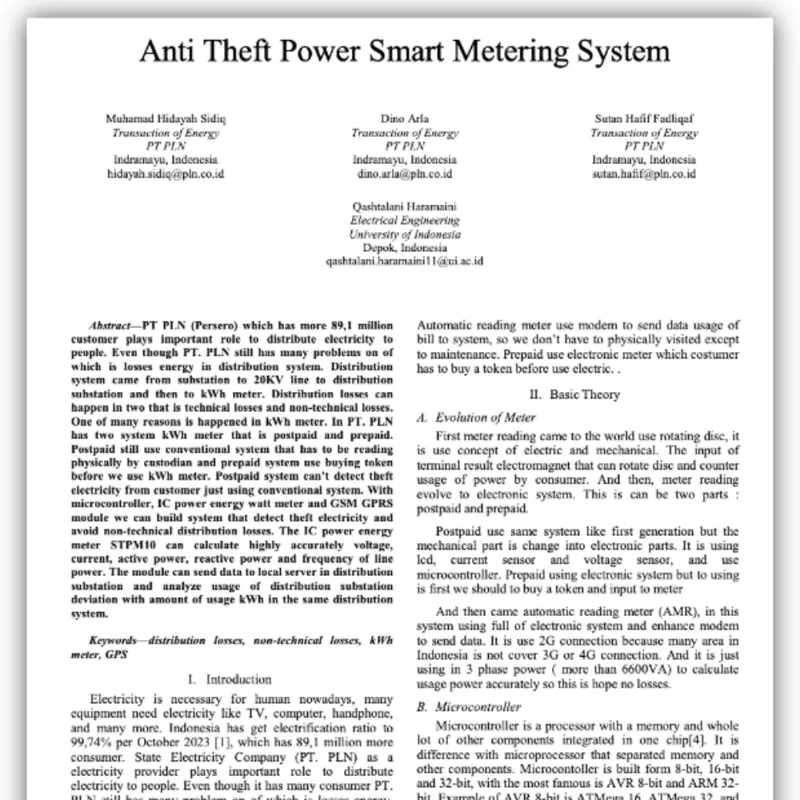 Anti Theft Power Smart Metering System
Muhamad Hidayah Sidiq
Transaction of Energy
PT PLN
Indramayu, Indonesia
hidayah.sidiq@pln.co.id
Dino Arla
Transaction of Energy
PT PLN
Indramayu, Indonesia
dino.arla@pln.co.id
Sutan Hafif Fadliqaf
Transaction of Energy
PT PLN
Indramayu, Indonesia
sutan.hafif@pln.co.id
Qashtalani Haramaini
Electrical Engineering
University of Indonesia
Depok, Indonesia
qashtalani.haramaini11@ui.ac.id
Abstract—PT PLN (Persero) which has more 89,1 million
customer plays important role to distribute electricity to
people. Even though PT. PLN still has many problems on of
which is losses energy in distribution system. Distribution
system came from substation to 20KV line to distribution
substation and then to kWh meter. Distribution losses can
happen in two that is technical losses and non-technical losses.
One of many reasons is happened in kWh meter. In PT. PLN
has two system kWh meter that is postpaid and prepaid.
Postpaid still use conventional system that has to be reading
physically by custodian and prepaid system use buying token
before we use kWh meter. Postpaid system can't detect theft
electricity from customer just using conventional system. With
microcontroller, IC power energy watt meter and GSM GPRS
module we can build system that detect theft electricity and
avoid non-technical distribution losses. The IC power energy
meter STPM10 can calculate highly accurately voltage,
current, active power, reactive power and frequency of line
power. The module can send data to local server in distribution
substation and analyze usage of distribution substation
deviation with amount of usage kWh in the same distribution
system.
Keywords—distribution losses, non-technical losses, kWh
meter, GPS
I. Introduction
Electricity is necessary for human nowadays, many
equipment need electricity like TV, computer, handphone,
and many more. Indonesia has get electrification ratio to
99,74% per October 2023 [1], which has 89,1 million more
consumer. State Electricity Company (PT. PLN) as a
electricity provider plays important role to distribute
electricity to people. Even though it has many consumer PT.
PLN still has many problem on of which is losses energy
Automatic reading meter use modem to send data usage of
bill to system, so we don't have to physically visited except
to maintenance. Prepaid use electronic meter which costumer
has to buy a token before use electric. .
II. Basic Theory
A. Evolution of Meter
First meter reading came to the world use rotating disc, it
is use concept of electric and mechanical. The input of
terminal result electromagnet that can rotate disc and counter
usage of power by consumer. And then, meter reading
evolve to electronic system. This is can be two parts :
postpaid and prepaid.
Postpaid use same system like first generation but the
mechanical part is change into electronic parts. It is using
lcd, current sensor and voltage sensor, and use
microcontroller. Prepaid using electronic system but to using
is first we should to buy a token and input to meter
And then came automatic reading meter (AMR), in this
system using full of electronic system and enhance modem
to send data. It is use 2G connection because many area in
Indonesia is not cover 3G or 4G connection. And it is just
using in 3 phase power ( more than 6600VA) to calculate
usage power accurately so this is hope no losses.
B. Microcontroller
Microcontroller is a processor with a memory and whole
lot of other components integrated in one chip[4]. It is
difference with microprocessor that separated memory and
other components. Microcontoller is built form 8-bit, 16-bit
and 32-bit, with the most famous is AVR 8-bit and ARM 32-
bit. Example of AVR 8-bit is ATMega 16, ATMega 32, and